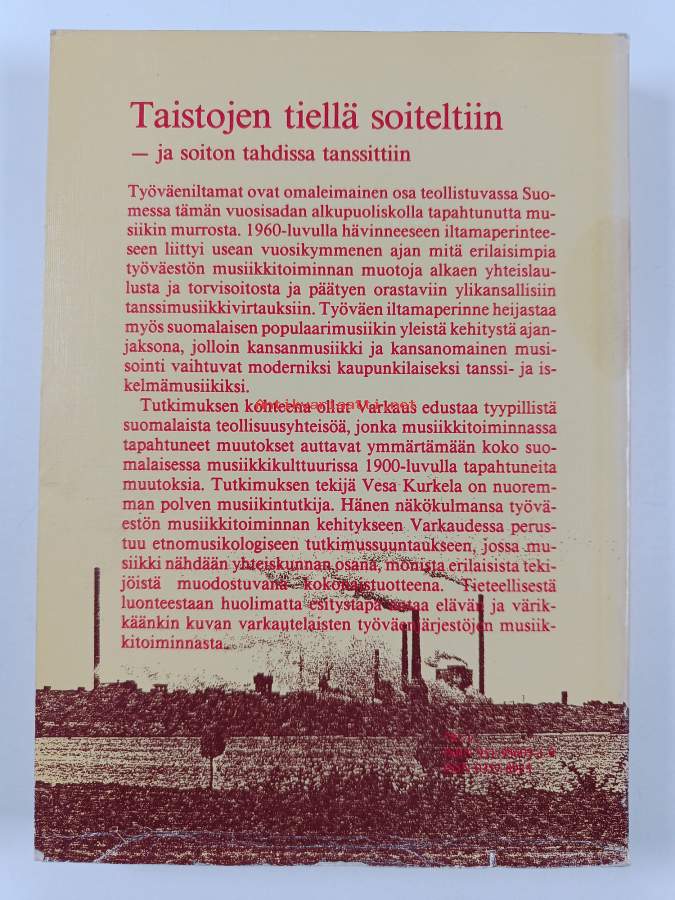 Taistojen tiellä soiteltiin
— ja soiton tahdissa tanssittiin
Työväeniltamat ovat omaleimainen osa teollistuvassa Suo-
messa tämän vuosisadan alkupuoliskolla tapahtunutta mu-
siikin murrosta. 1960-luvulla hävinneeseen iltamaperintee-
seen liittyi usean vuosikymmenen ajan mitä erilaisimpia
työväestön musiikkitoiminnan muotoja alkaen yhteislau-
lusta ja torvisoitosta ja päätyen orastaviin ylikansallisiin
tanssimusiikkivirtauksiin. Työväen iltamaperinne heijastaa
myös suomalaisen populaarimusiikin yleistä kehitystä ajan-
jaksona, jolloin kansanmusiikki ja kansanomainen musi-
sointi vaihtuvat moderniksi kaupunkilaiseksi tanssi- ja is-
kelmämusiikiksi.
Tutkimuksen kohteena ollut Varkaus edustaa tyypillistä
suomalaista teollisuusyhteisöä, jonka musiikkitoiminnassa
tapahtuneet muutokset auttavat ymmärtämään koko suo-
malaisessa musiikkikulttuurissa 1900-luvulla tapahtuneita
muutoksia. Tutkimuksen tekijä Vesa Kurkela on nuorem-
man polven musiikintutkija. Hänen näkökulmansa työvä-
estön musiikkitoiminnan kehitykseen Varkaudessa perus-
tuu etnomusikologiseen tutkimussuuntaukseen, jossa mu-
siikki nähdään yhteiskunnan osana, monista erilaisista teki-
jöistä muodostuvana kokonaistuotteena. Tieteellisestä
luonteestaan huolimatta esitystapa antaa elävän ja värik-
käänkin kuvan varkautelaisten työväenjärjestöjen musiik-
kitoiminnasta.